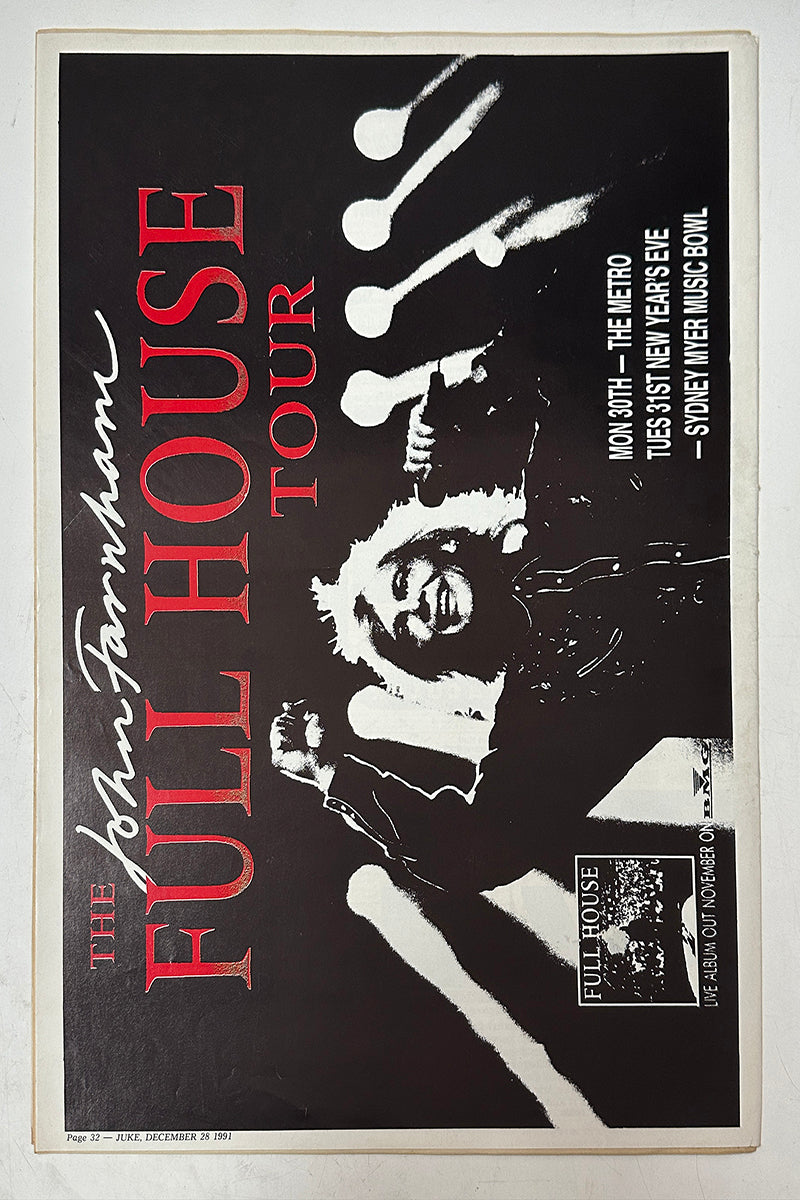 THE John Farnham
FULL HOUSE
TOUR
MON 30TH — THE METRO
TUES 31ST NEW YEAR'S EVE
— SYDNEY MYER MUSIC BOWL
FULL HOUSE
LIVE ALBUM OUT NOVEMBER ON BMG
Page 32 — JUKE, DECEMBER 28 1991